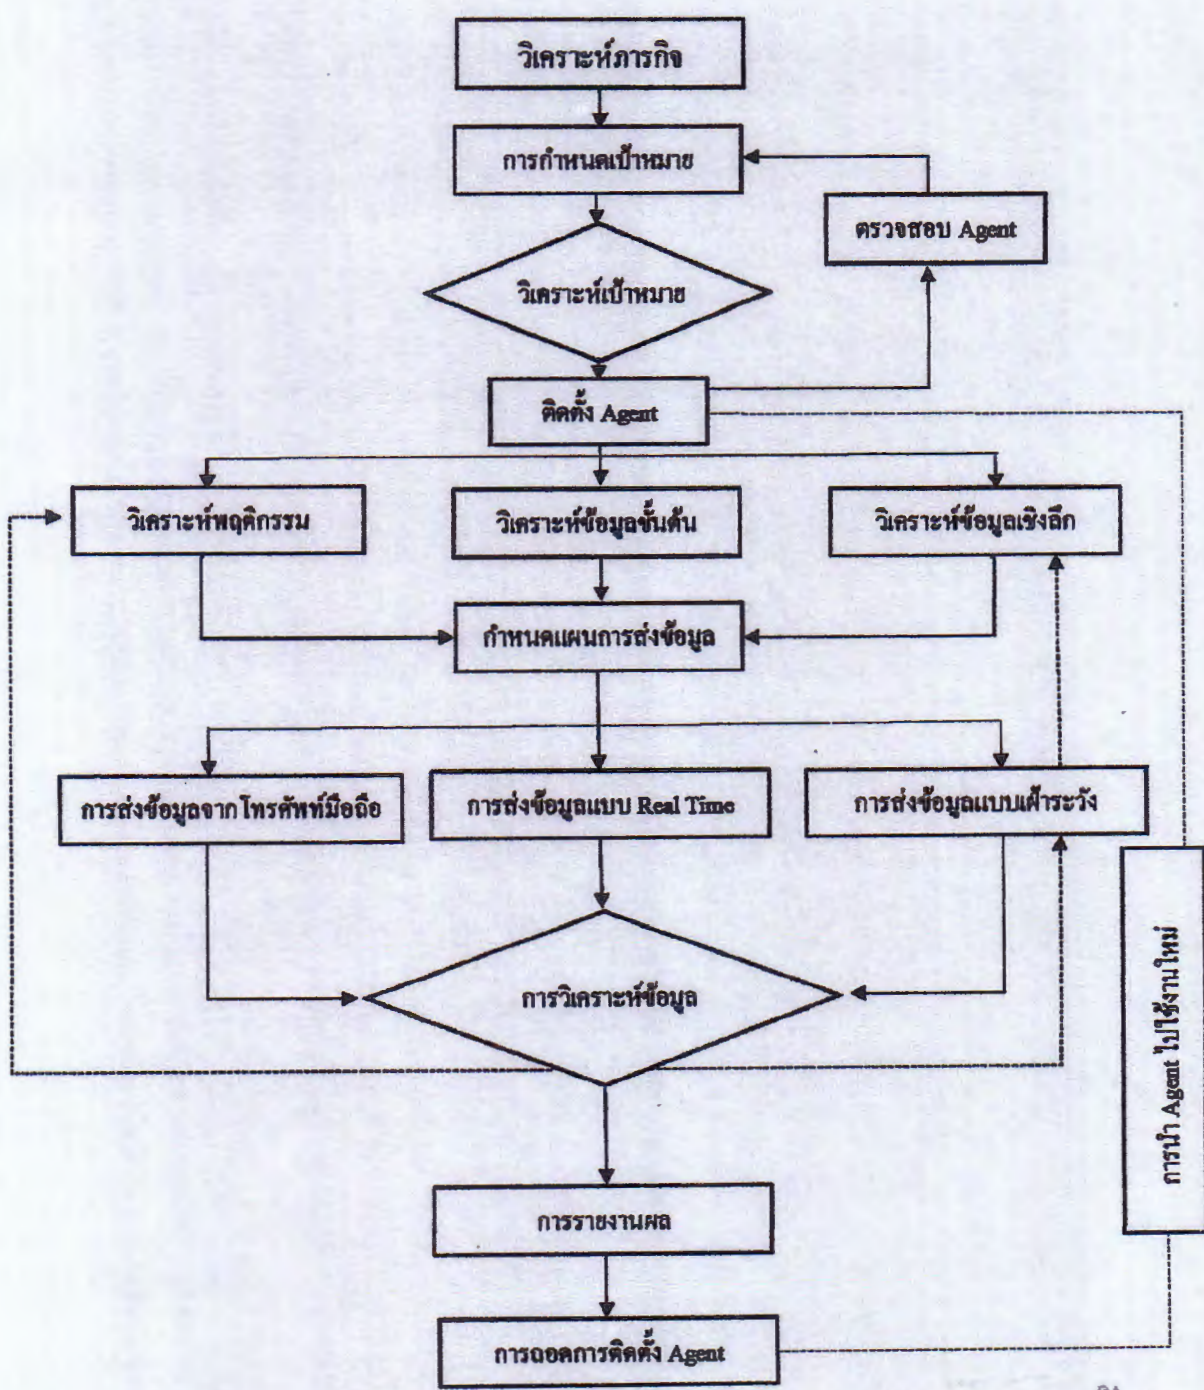 วิเคราะห์ภารกิจ
การกำหนดเป้าหมาย
ตรวจสอบ Agent
วิเคราะห์เป้าหมาย
ติดตั้ง Agent
วิเคราะห์พฤติกรรม
วิเคราะห์ข้อมูลขั้นต้น
วิเคราะห์ข้อมูลเชิงลึก
กำหนดแผนการส่งข้อมูล
การส่งข้อมูลจากโทรศัพท์มือถือ
การส่งข้อมูลแบบ Real Time
การส่งข้อมูลแบบเฝ้าระวัง
การวิเคราะห์ข้อมูล
การนำ Agent ไปใช้งานใหม่
การรายงานผล
การถอดการติดตั้ง Agent